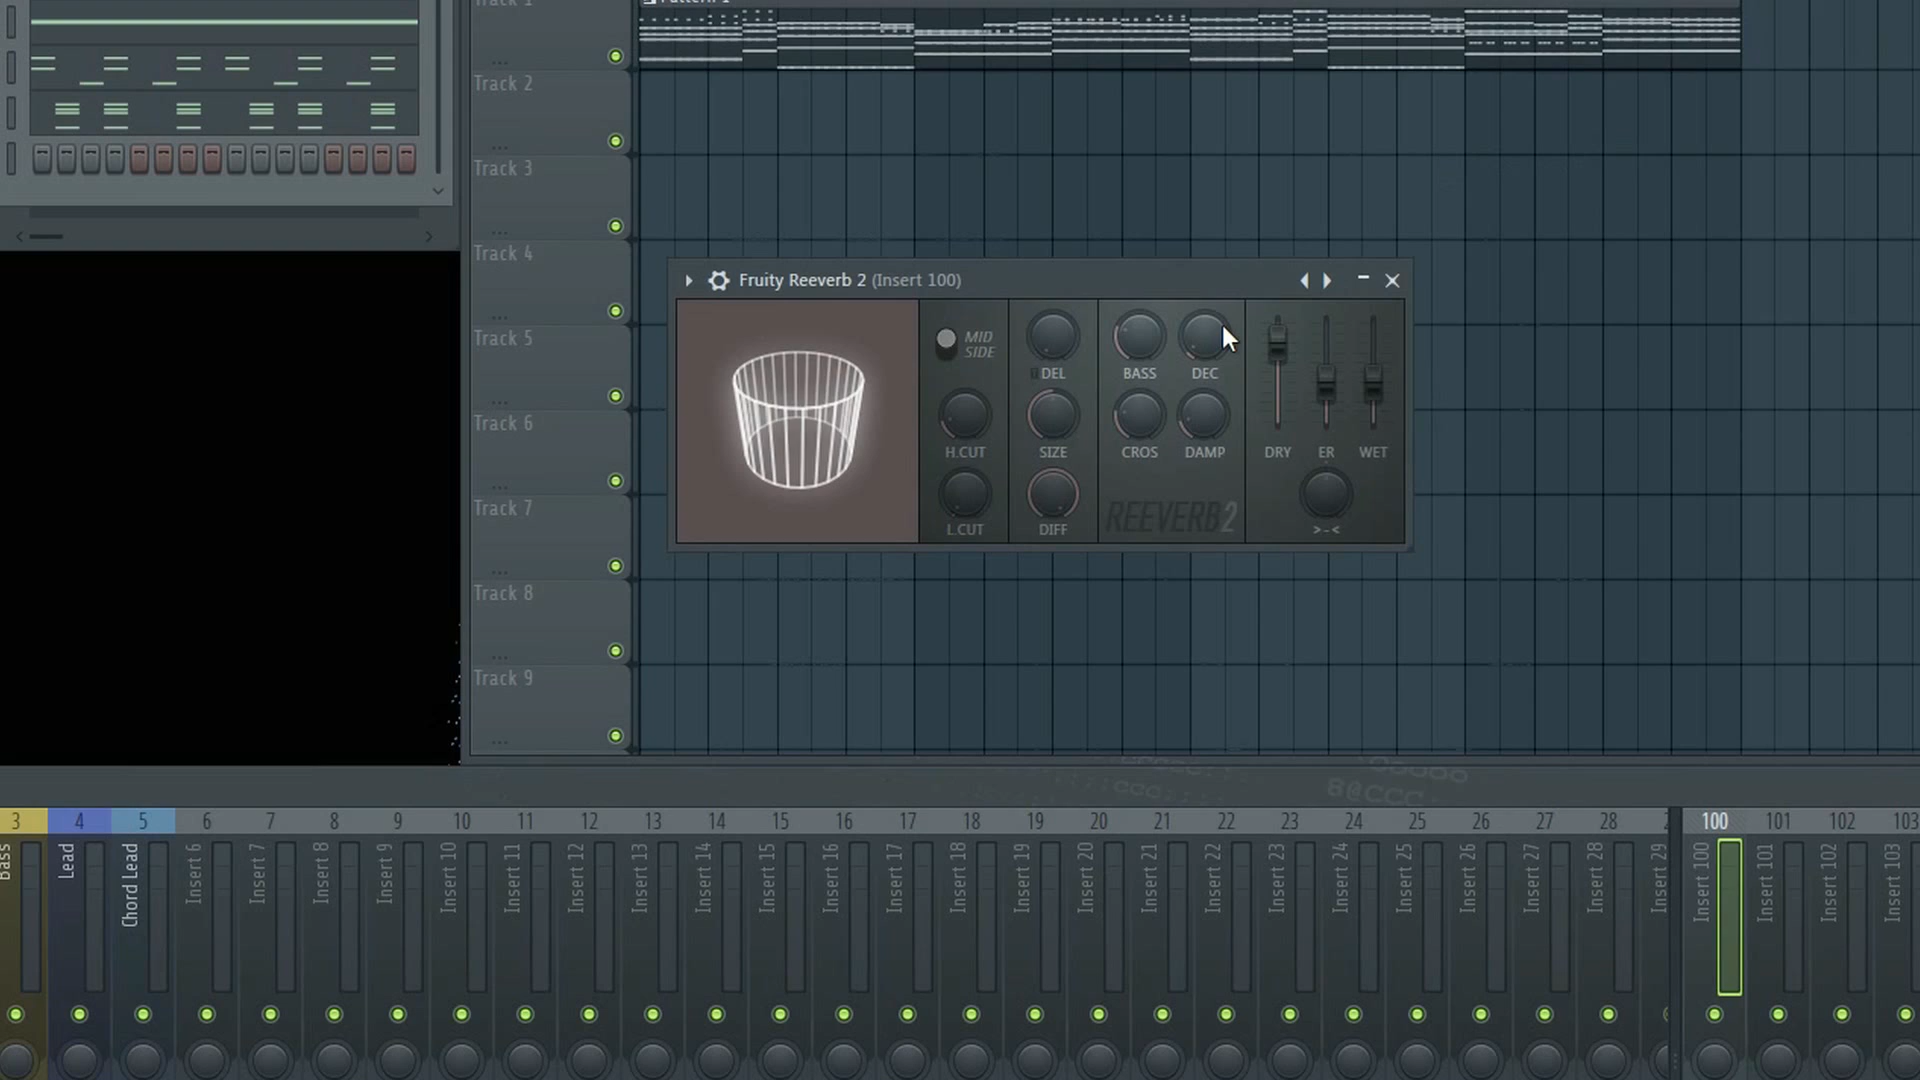 Track 1
Pattern 1
Track 2
Track 3
Track 4
Track 5
Track 6
Track 7
Track 8
Track 9
Fruity Reeverb 2 (Insert 100)
MID
SIDE
H.CUT
L.CUT
DEL
SIZE
DIFF
BASS
DEC
CROS
DAMP
REEVERB2
DRY
ER
WET
>-<
3
4
5
6
7
8
9
10
11
12
13
14
15
16
17
18
19
20
21
22
23
24
25
26
27
28
100
101
102
103
Bass
Lead
Chord Lead
Insert 6
Insert 7
Insert 8
Insert 9
Insert 10
Insert 11
Insert 12
Insert 13
Insert 14
Insert 15
Insert 16
Insert 17
Insert 18
Insert 19
Insert 20
Insert 21
Insert 22
Insert 23
Insert 24
Insert 25
Insert 26
Insert 27
Insert 28
Insert 29
Insert 100
Insert 101
Insert 102
Insert 103